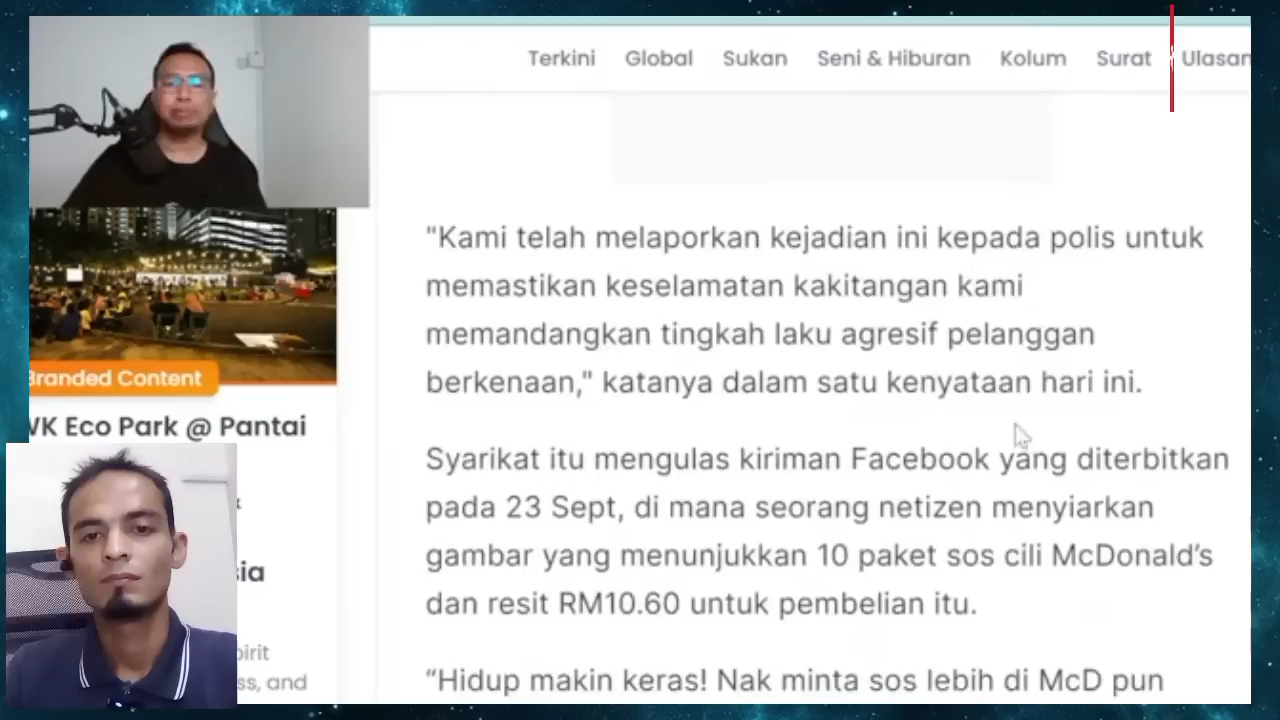 Terkini Global Sukan Seni & Hiburan Kolum Surat Ulasan
"Kami telah melaporkan kejadian ini kepada polis untuk
memastikan keselamatan kakitangan kami
memandangkan tingkah laku agresif pelanggan
berkenaan," katanya dalam satu kenyataan hari ini.
Syarikat itu mengulas kiriman Facebook yang diterbitkan
pada 23 Sept, di mana seorang netizen menyiarkan
gambar yang menunjukkan 10 paket sos cili McDonald’s
dan resit RM10.60 untuk pembelian itu.
“Hidup makin keras! Nak minta sos lebih di McD pun
Branded Content
WK Eco Park @ Pantai
sia
pirit
ss, and